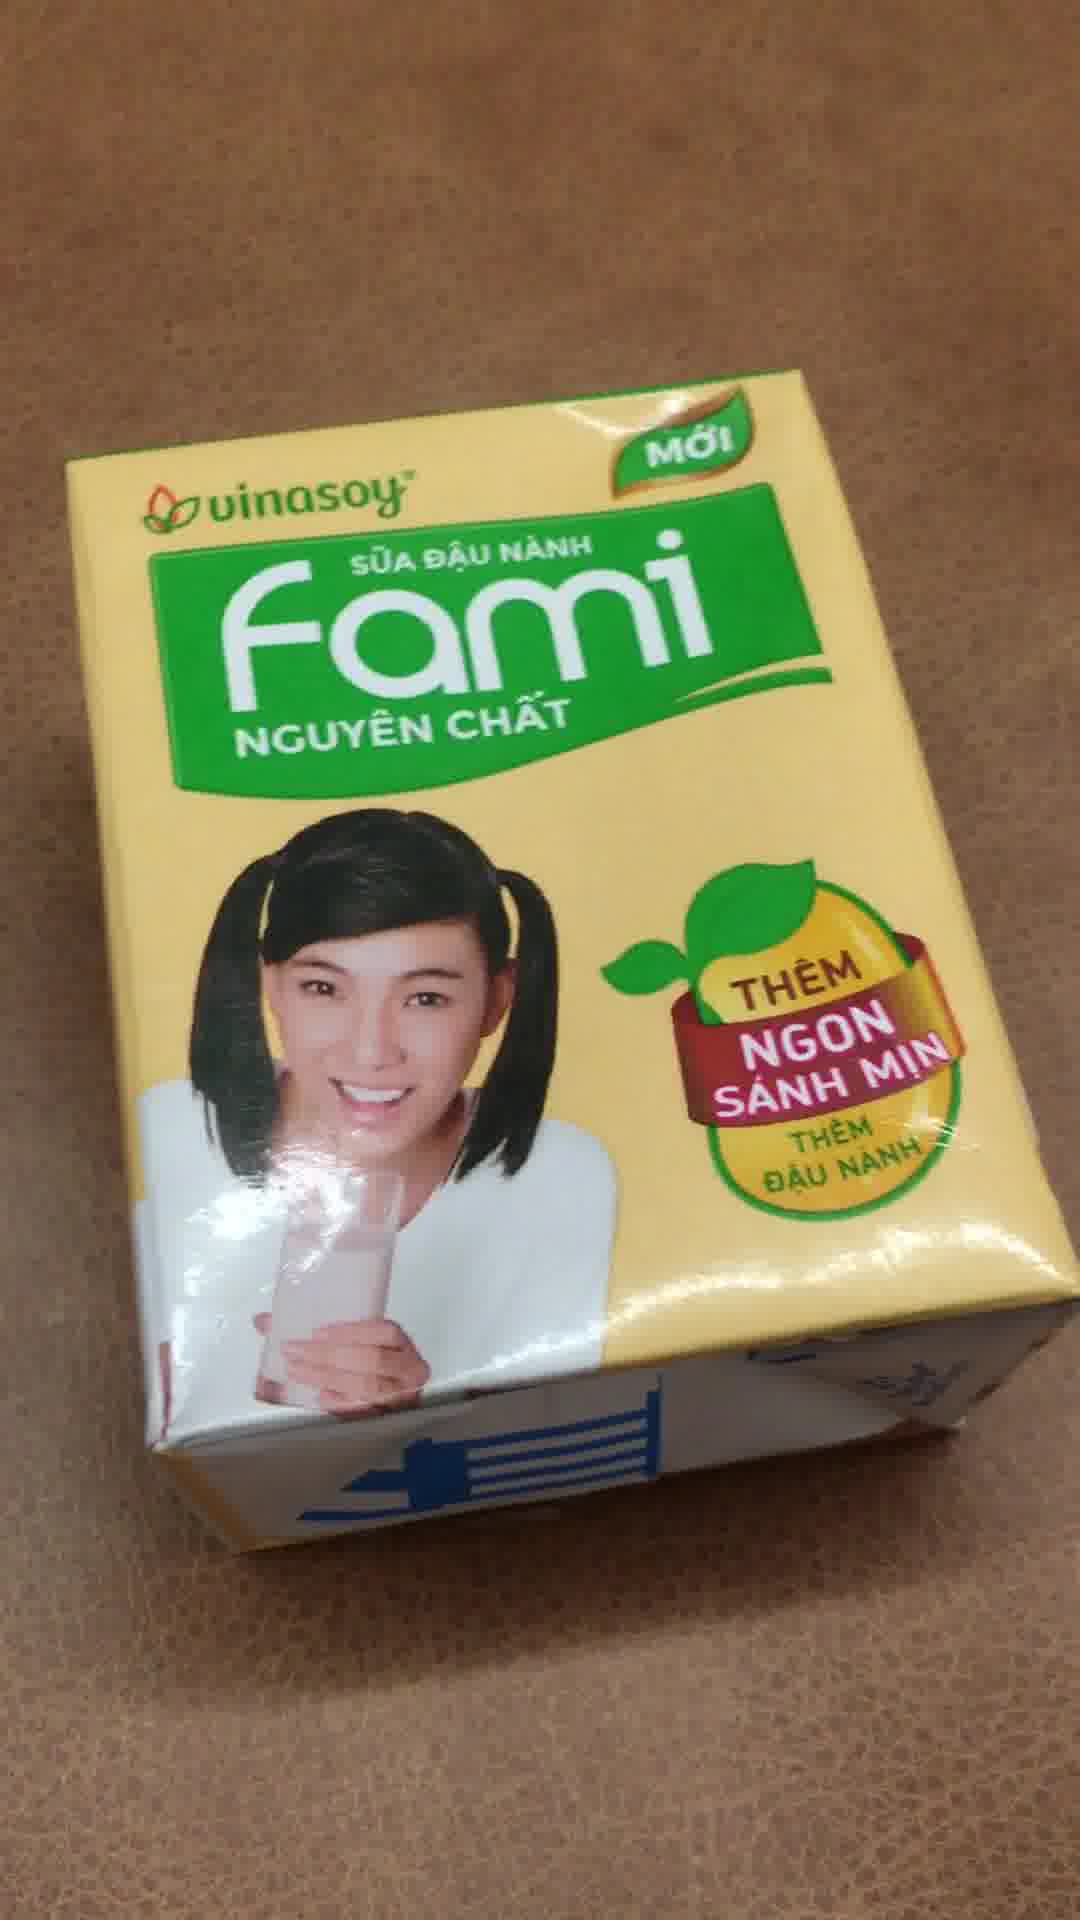 vinasoy
MỚI
SỮA ĐẬU NÀNH
Fami
NGUYÊN CHẤT
THÊM
NGON
SÁNH MỊN
THÊM
ĐẬU NÀNH